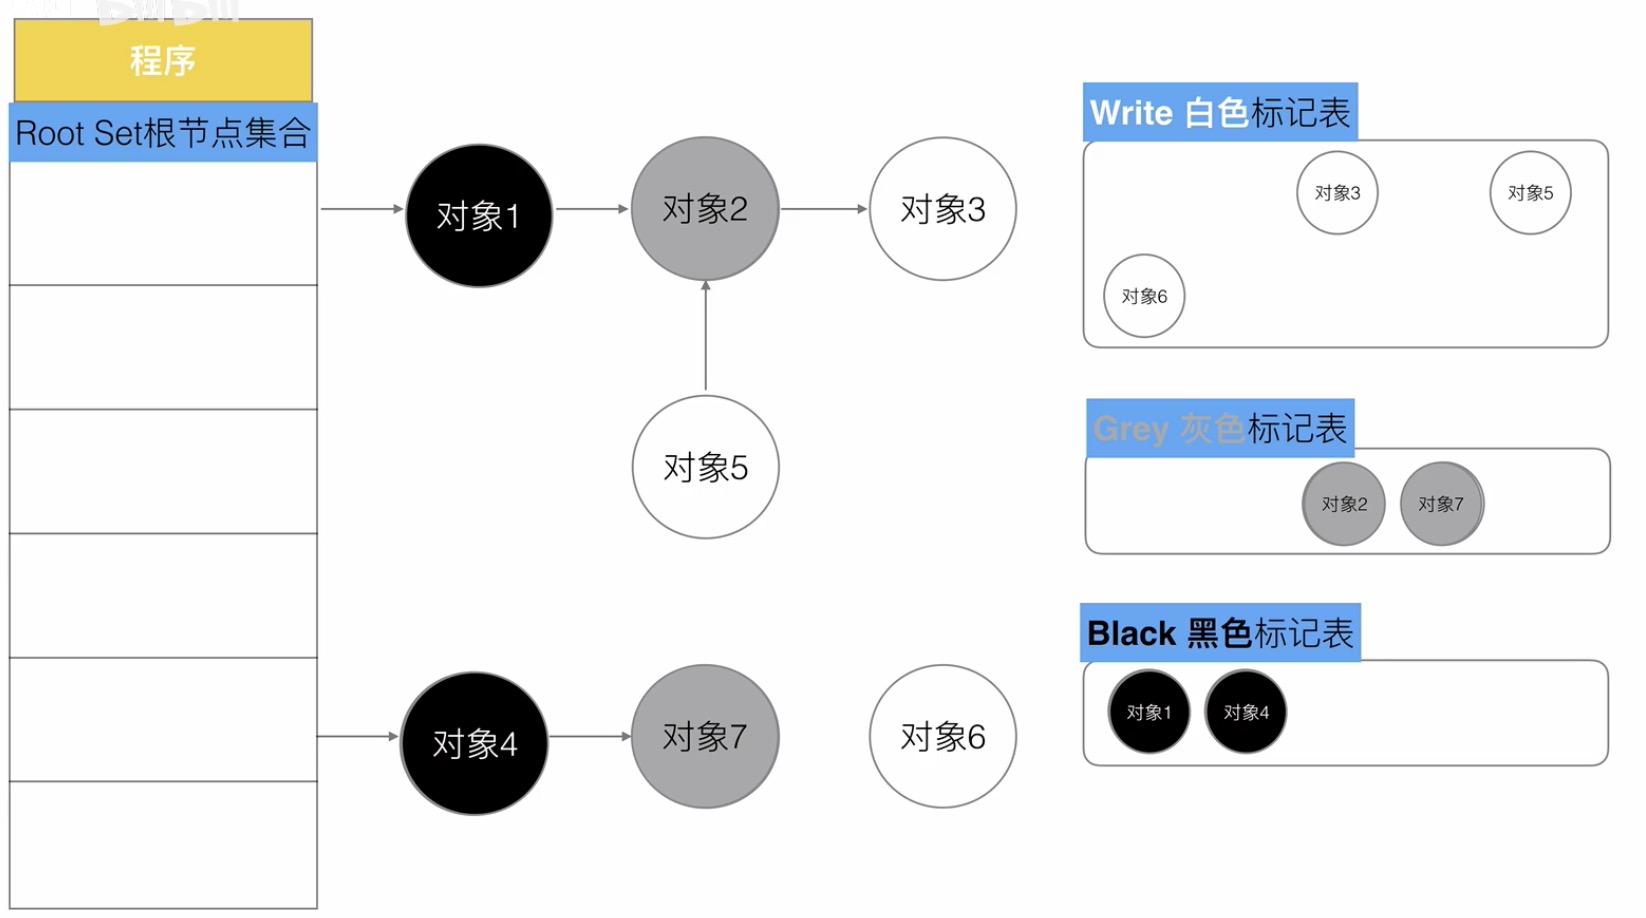 程序
Root Set根节点集合
对象1
对象2
对象3
对象5
对象4
对象7
对象6
Write 白色标记表
对象3
对象5
对象6
Grey 灰色标记表
对象2
对象7
Black 黑色标记表
对象1
对象4